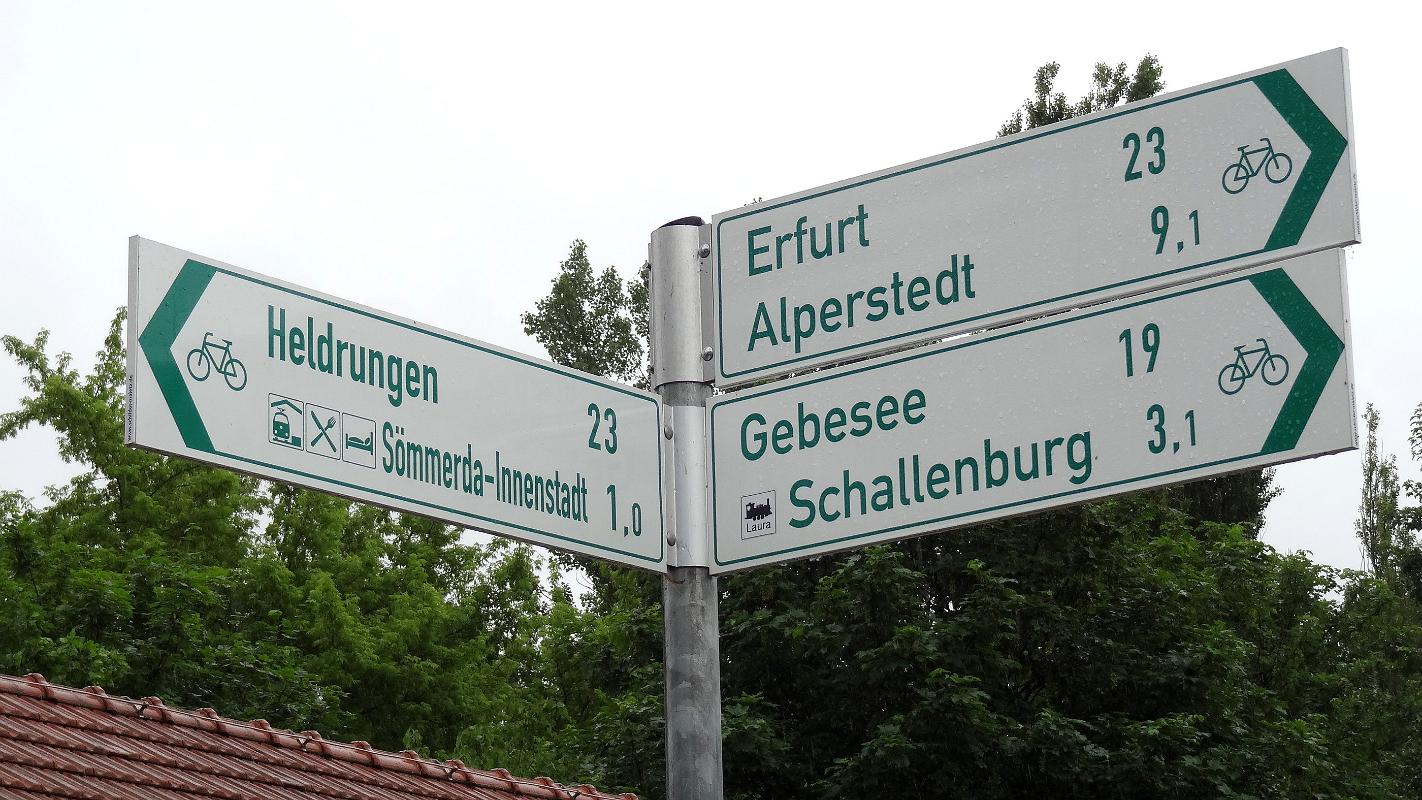 Heldrungen 23
Sömmerda-Innenstadt 1,0
Erfurt 23
Alperstedt 9,1
Gebesee 19
Laura Schallenburg 3,1